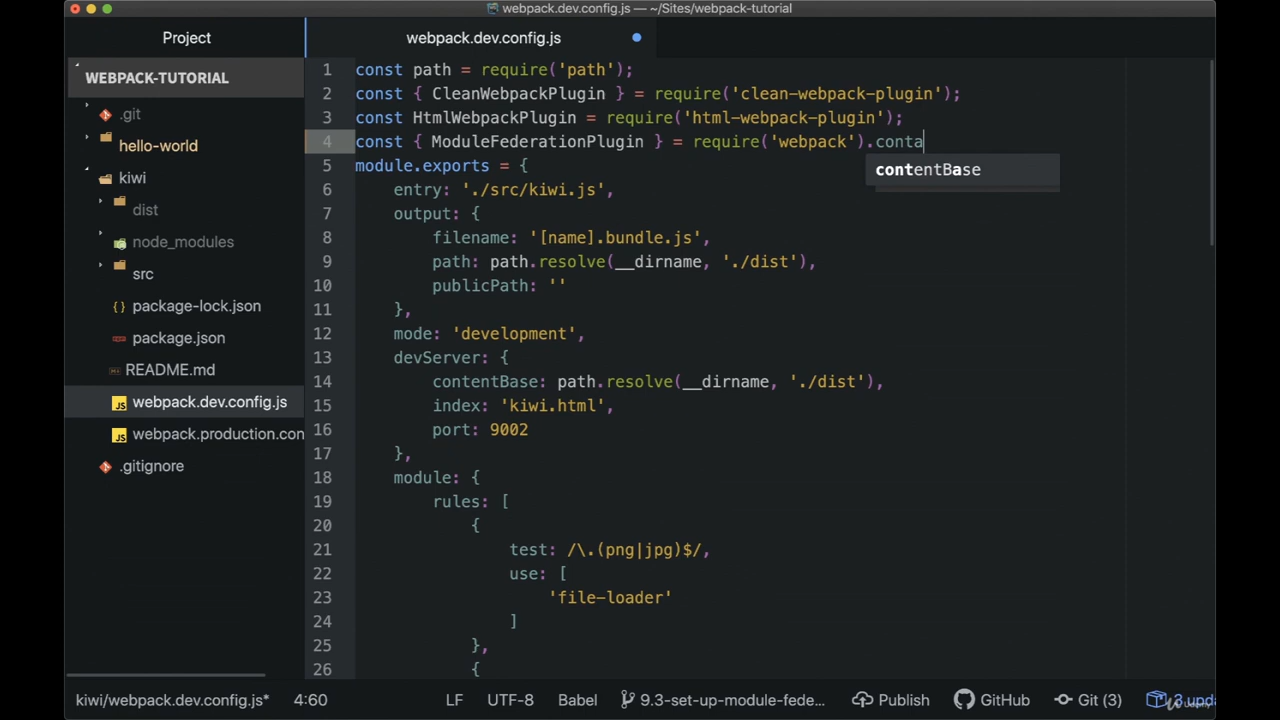 webpack.dev.config.js — ~/Sites/webpack-tutorial
Project
webpack.dev.config.js
WEBPACK-TUTORIAL
.git
hello-world
kiwi
dist
node_modules
src
package-lock.json
package.json
README.md
webpack.dev.config.js
webpack.production.con
.gitignore
1 const path = require('path');
2 const { CleanWebpackPlugin } = require('clean-webpack-plugin');
3 const HtmlWebpackPlugin = require('html-webpack-plugin');
4 const { ModuleFederationPlugin } = require('webpack').conta
contentBase
5 module.exports = {
6 entry: './src/kiwi.js',
7 output: {
8 filename: '[name].bundle.js',
9 path: path.resolve(__dirname, './dist'),
10 publicPath: ''
11 },
12 mode: 'development',
13 devServer: {
14 contentBase: path.resolve(__dirname, './dist'),
15 index: 'kiwi.html',
16 port: 9002
17 },
18 module: {
19 rules: [
20 {
21 test: /\.(png|jpg)$/,
22 use: [
23 'file-loader'
24 ]
25 },
26 {
kiwi/webpack.dev.config.js* 4:60 LF UTF-8 Babel 9.3-set-up-module-fede... Publish GitHub Git (3)